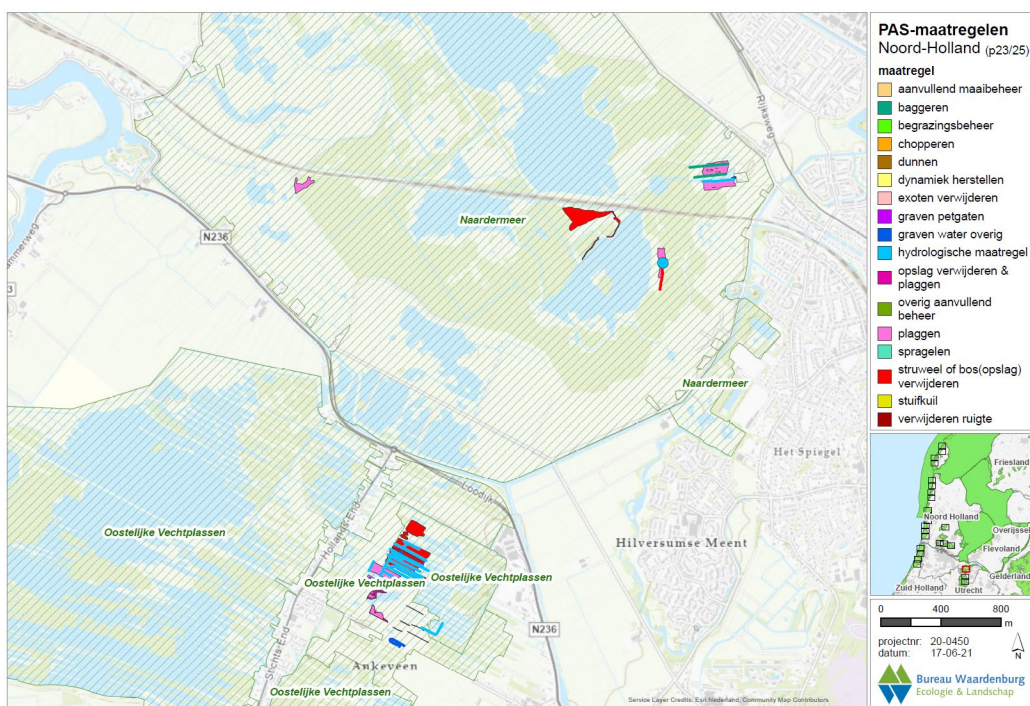 PAS-maatregelen
Noord-Holland (p23/25)
maatregel
aanvullend maaibeheer
baggeren
begrazingsbeheer
chopperen
dunnen
dynamiek herstellen
exoten verwijderen
graven petgaten
graven water overig
hydrologische maatregel
opslag verwijderen &
plaggen
overig aanvullend
beheer
plaggen
spragelen
struweel of bos(opslag)
verwijderen
stuifkuil
verwijderen ruigte
Rijksweg
Naardermeer
N236
Naardermeer
Het Spiegel
Loodijk
Hollands End
Hilversumse Meent
Oostelijke Vechtplassen
Oostelijke Vechtplassen
Oostelijke Vechtplassen
N236
Stichts End
Ankeveen
Oostelijke Vechtplassen
Service Layer Credits: Esri Nederland, Community Map Contributors
Friesland
Noord Holland
Overijssel
Flevoland
Gelderland
Zuid Holland
Utrecht
0 400 800
m
projectnr: 20-0450
datum: 17-06-21
N
Bureau Waardenburg
Ecologie & Landschap